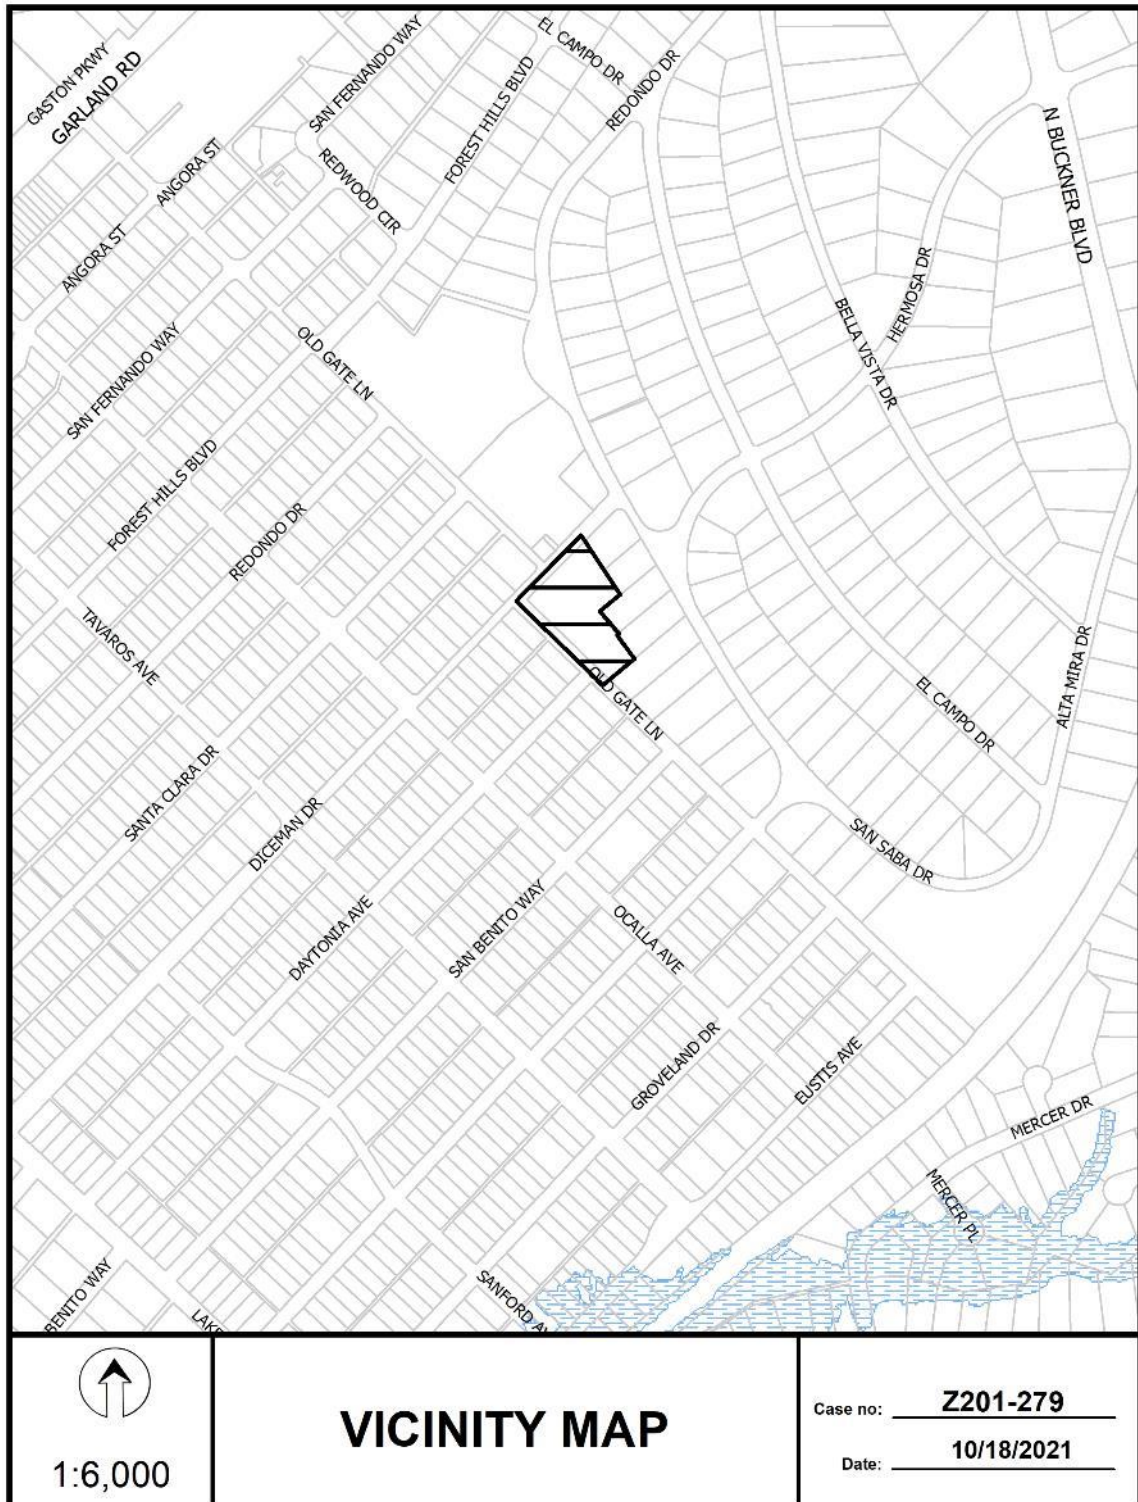 GASTON PKWY
GARLAND RD
SAN FERNANDO WAY
EL CAMPO DR
REDONDO DR
FOREST HILLS BLVD
ANGORA ST
REDWOOD CIR
N BUCKNER BLVD
ANGORA ST
HERMOSA DR
BELLA VISTA DR
SAN FERNANDO WAY
OLD GATE LN
FOREST HILLS BLVD
REDONDO DR
TAVAROS AVE
ALTA MIRA DR
OLD GATE LN
EL CAMPO DR
SANTA CLARA DR
DICEMAN DR
SAN SABA DR
DAYTONIA AVE
SAN BENITO WAY
OCALLA AVE
GROVELAND DR
EUSTIS AVE
MERCER DR
MERCER PL
BENITO WAY
SANFORD
1:6,000
VICINITY MAP
Case no: Z201-279
Date: 10/18/2021